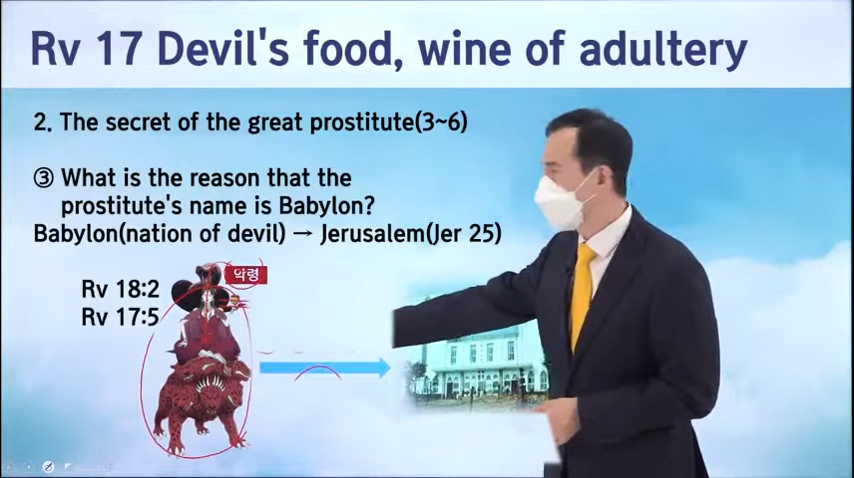 Rv 17 Devil's food, wine of adultery
2. The secret of the great prostitute(3~6)
③ What is the reason that the
prostitute's name is Babylon?
Babylon(nation of devil) → Jerusalem(Jer 25)
악령
Rv 18:2
Rv 17:5